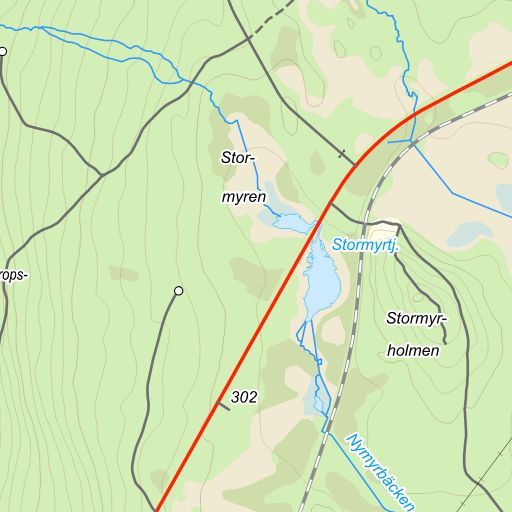 Stor-
myren
Stormyrtj.
rops-
Stormyr-
holmen
302
Nymyrbäcken